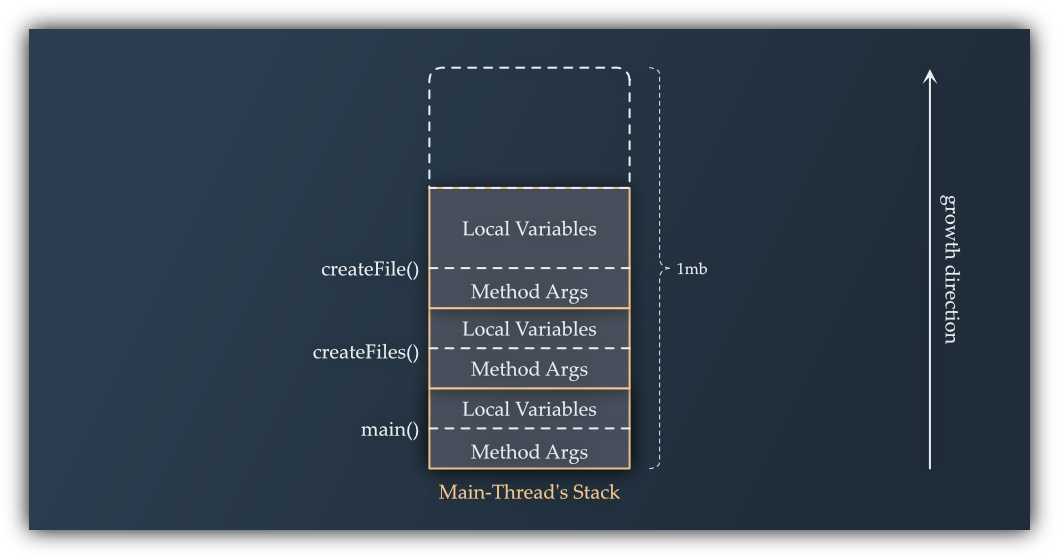 Local Variables
createFile()
Method Args
1mb
Local Variables
createFiles()
Method Args
Local Variables
main()
Method Args
Main-Thread's Stack
growth direction